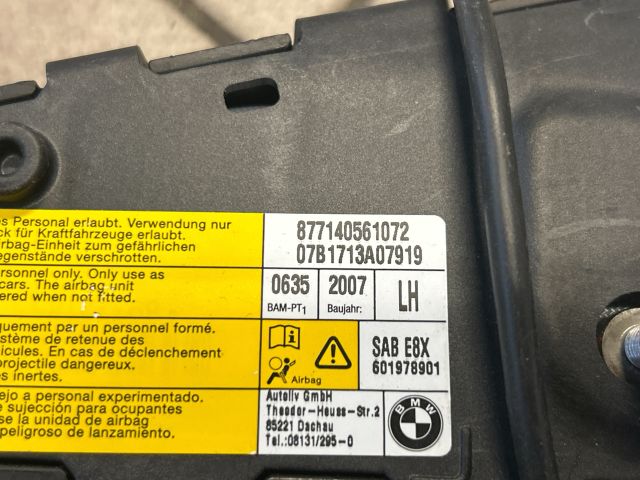 s Personal erlaubt. Verwendung nur
ck für Kraftfahrzeuge erlaubt.
irbag-Einheit zum gefährlichen
egenstände verschrotten.
877140561072
07B1713A07919
ersonnel only. Only use as
cars. The airbag unit
ered when not fitted.
0635 2007 LH
BAM-PT1 Baujahr:
quement par un personnel formé.
stème de retenue des
icules. En cas de déclenchement
projectile dangereux.
s inertes.
Airbag
SAB E8X
601978901
ejo a personal experimentado.
e sujección para ocupantes
se la unidad de airbag
peligroso de lanzamiento.
Autoliv GmbH
Theodor-Heuss-Str.2
85221 Dachau
Tel.:08131/295-0
BMW